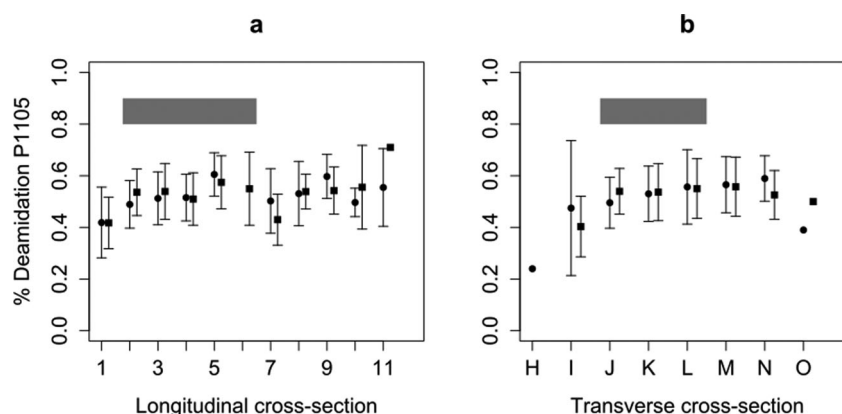 a
b
% Deamidation P1105
0.0 0.2 0.4 0.6 0.8 1.0
1 3 5 7 9 11
Longitudinal cross-section
0.0 0.2 0.4 0.6 0.8 1.0
H I J K L M N O
Transverse cross-section